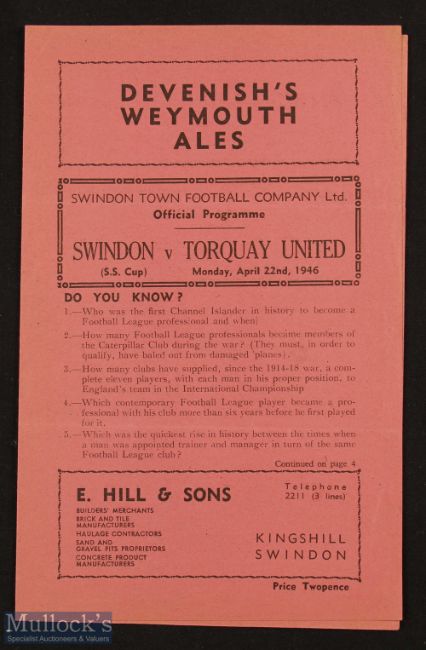 DEVENISH'S
WEYMOUTH
ALES
SWINDON TOWN FOOTBALL COMPANY Ltd.
Official Programme
SWINDON v TORQUAY UNITED
(S.S. Cup) Monday, April 22nd, 1946
DO YOU KNOW?
1.—Who was the first Channel Islander in history to become a
Football League professional and when?
2.—How many Football League professionals became members of
the Caterpillar Club during the war? (They must, in order to
qualify, have baled out from damaged 'planes).
3.—How many clubs have supplied, since the 1914-18 war, a com-
plete eleven players, with each man in his proper position, to
England's team in the International Championship
4.—Which contemporary Football League player became a pro-
fessional with his club more than six years before he first played
for it.
5.—Which was the quickest rise in history between the times when
a man was appointed trainer and manager in turn of the same
Football League club?
Continued on page 4
E. HILL & SONS
BUILDERS' MERCHANTS
BRICK AND TILE
MANUFACTURERS
HAULAGE CONTRACTORS
SAND AND
GRAVEL PITS PROPRIETORS
CONCRETE PRODUCT
MANUFACTURERS
Telephone
2211 (3 lines)
KINGSHILL
SWINDON
Price Twopence
Mullock's
Specialist Auctioneers & Valuers